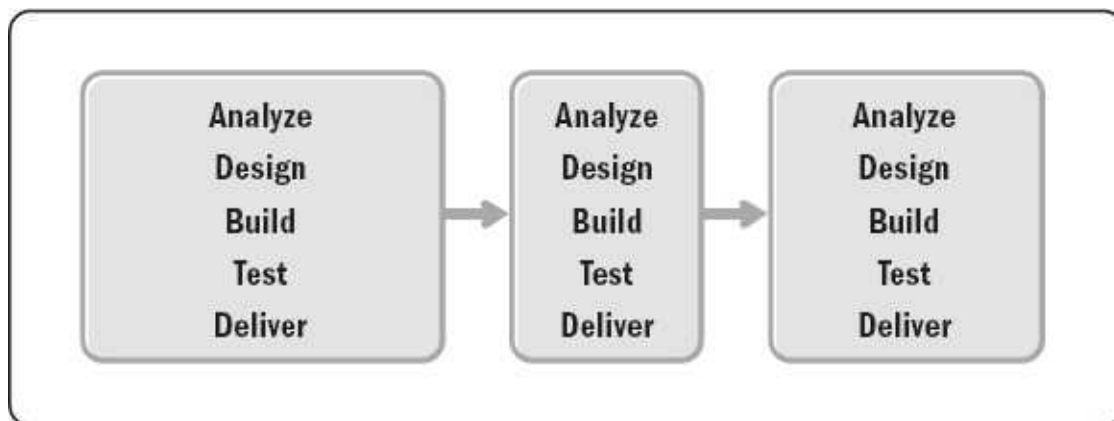 Analyze
Design
Build
Test
Deliver
Analyze
Design
Build
Test
Deliver
Analyze
Design
Build
Test
Deliver